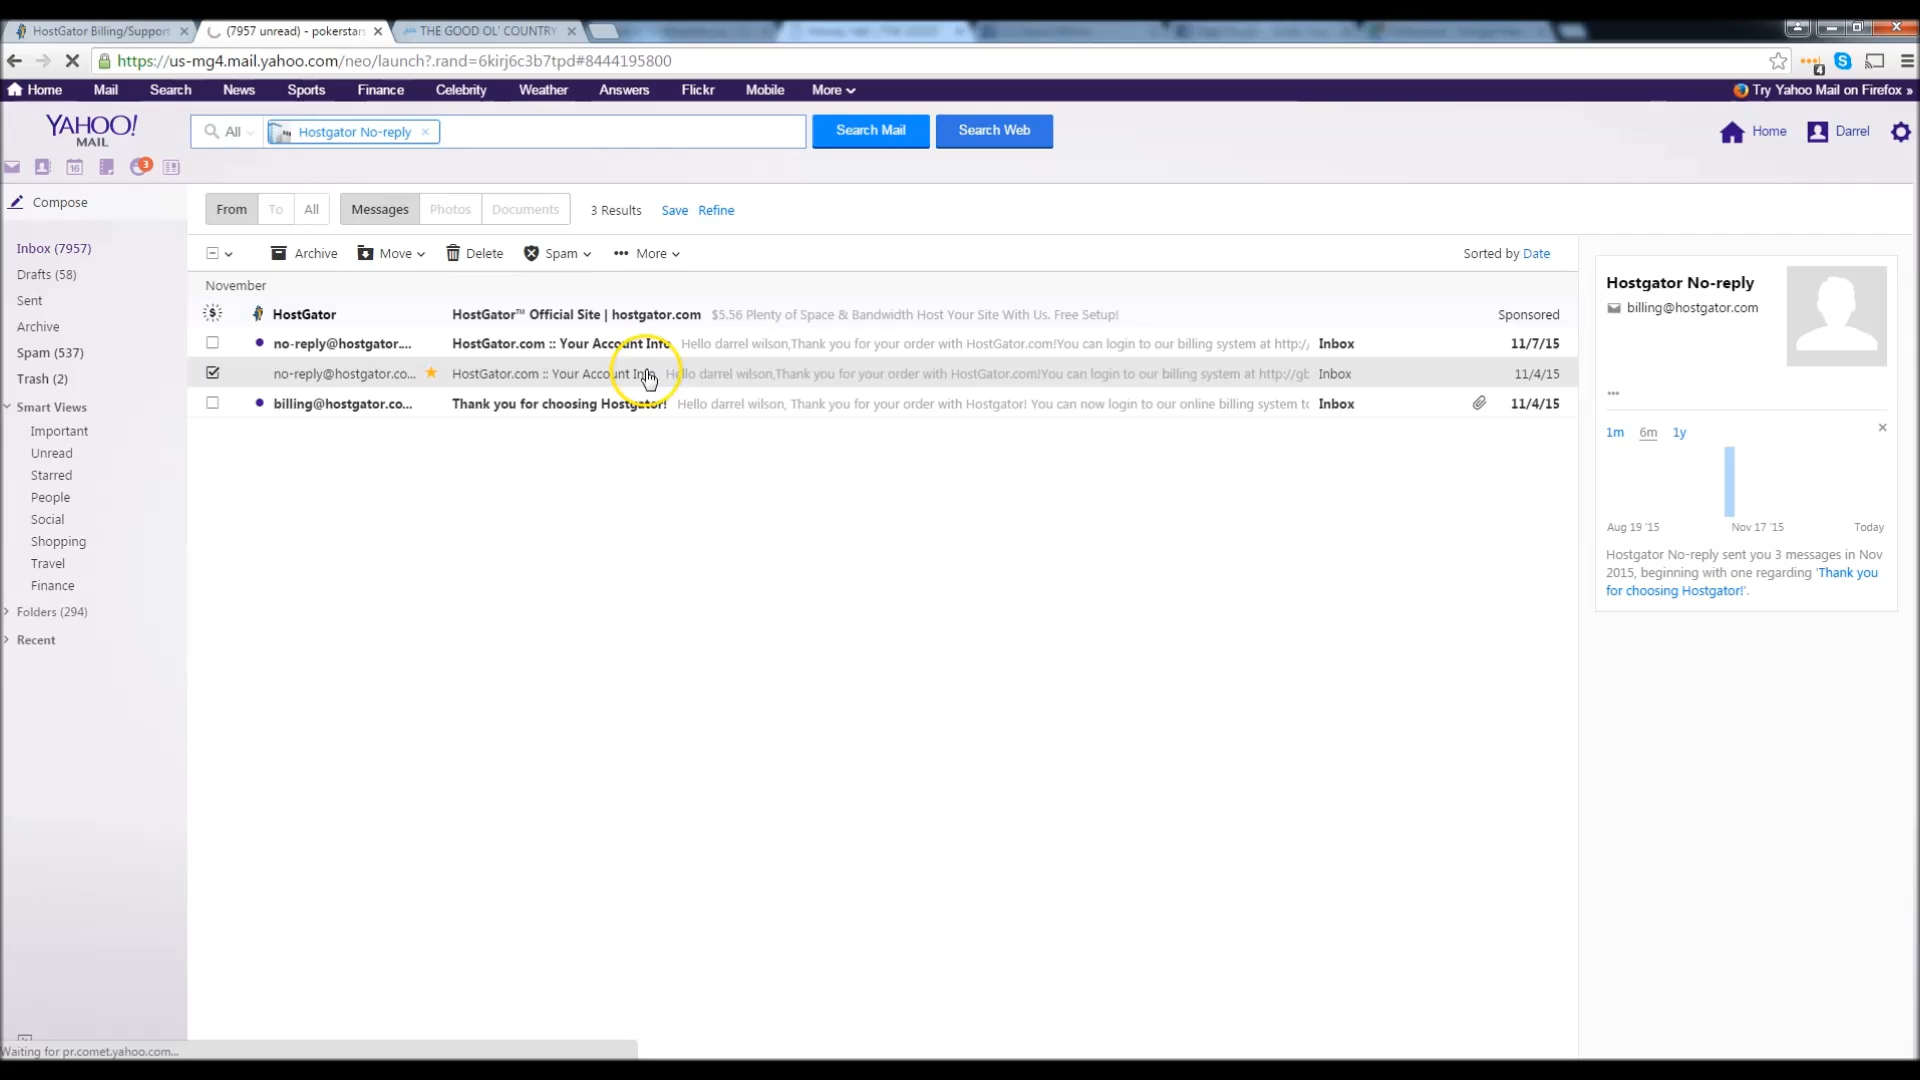 HostGator Billing/Support
(7957 unread) - pokerstars
THE GOOD OL' COUNTRY
https://us-mg4.mail.yahoo.com/neo/launch?.rand=6kirj6c3b7tpd#8444195800
4
Home Mail Search News Sports Finance Celebrity Weather Answers Flickr Mobile More
Try Yahoo Mail on Firefox »
YAHOO!
MAIL
All
Hostgator No-reply ×
Search Mail
Search Web
Home
Darrel
16
3
Compose
From To All
Messages Photos Documents
3 Results Save Refine
Inbox (7957)
Drafts (58)
Sent
Archive
Spam (537)
Trash (2)
Smart Views
Important
Unread
Starred
People
Social
Shopping
Travel
Finance
Folders (294)
Recent
Archive Move Delete Spam More
Sorted by Date
November
$ HostGator HostGator™ Official Site | hostgator.com $5.56 Plenty of Space & Bandwidth Host Your Site With Us. Free Setup! Sponsored
no-reply@hostgator.... HostGator.com :: Your Account Info Hello darrel wilson,Thank you for your order with HostGator.com!You can login to our billing system at http:// Inbox 11/7/15
no-reply@hostgator.co... HostGator.com :: Your Account Info Hello darrel wilson,Thank you for your order with HostGator.com!You can login to our billing system at http://gb Inbox 11/4/15
billing@hostgator.co... Thank you for choosing Hostgator! Hello darrel wilson, Thank you for your order with Hostgator! You can now login to our online billing system to Inbox 11/4/15
Hostgator No-reply
billing@hostgator.com
1m 6m 1y
Aug 19 '15 Nov 17 '15 Today
Hostgator No-reply sent you 3 messages in Nov
2015, beginning with one regarding 'Thank you
for choosing Hostgator!'.
Waiting for pr.comet.yahoo.com...